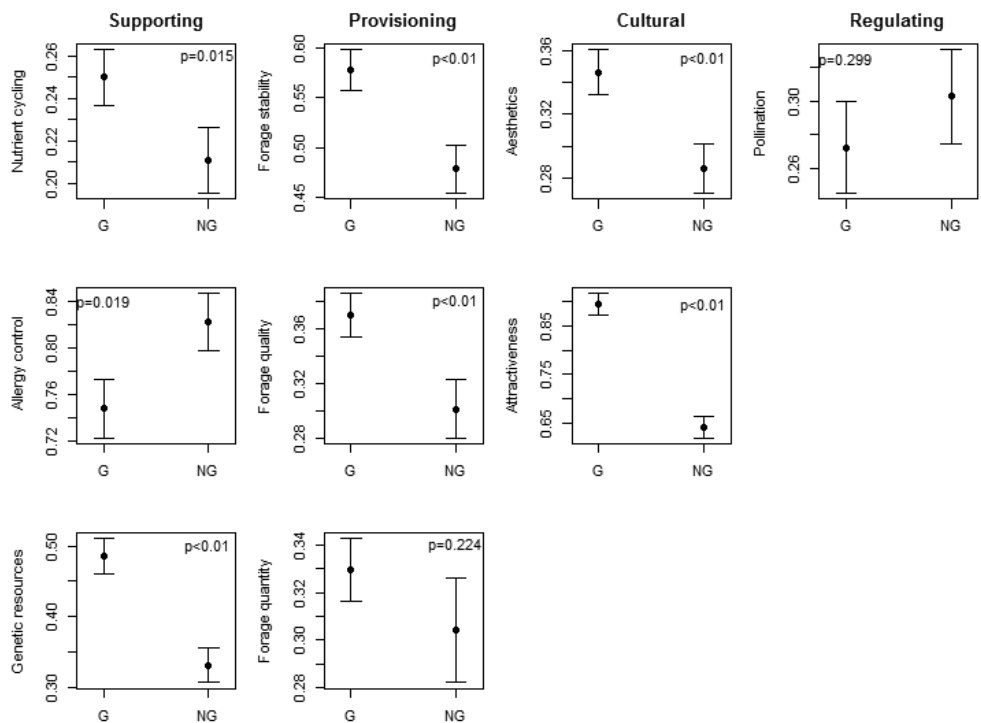 Supporting Provisioning Cultural Regulating
Nutrient cycling
0.26
0.24
0.22
0.20
p=0.015
G NG
Forage stability
0.60
0.55
0.50
0.45
p<0.01
G NG
Aesthetics
0.36
0.32
0.28
p<0.01
G NG
Pollination
0.30
0.26
p=0.299
G NG
Allergy control
0.84
0.80
0.76
0.72
p=0.019
G NG
Forage quality
0.36
0.32
0.28
p<0.01
G NG
Attractiveness
0.85
0.75
0.65
p<0.01
G NG
Genetic resources
0.50
0.40
0.30
p<0.01
G NG
Forage quantity
0.34
0.32
0.30
0.28
p=0.224
G NG